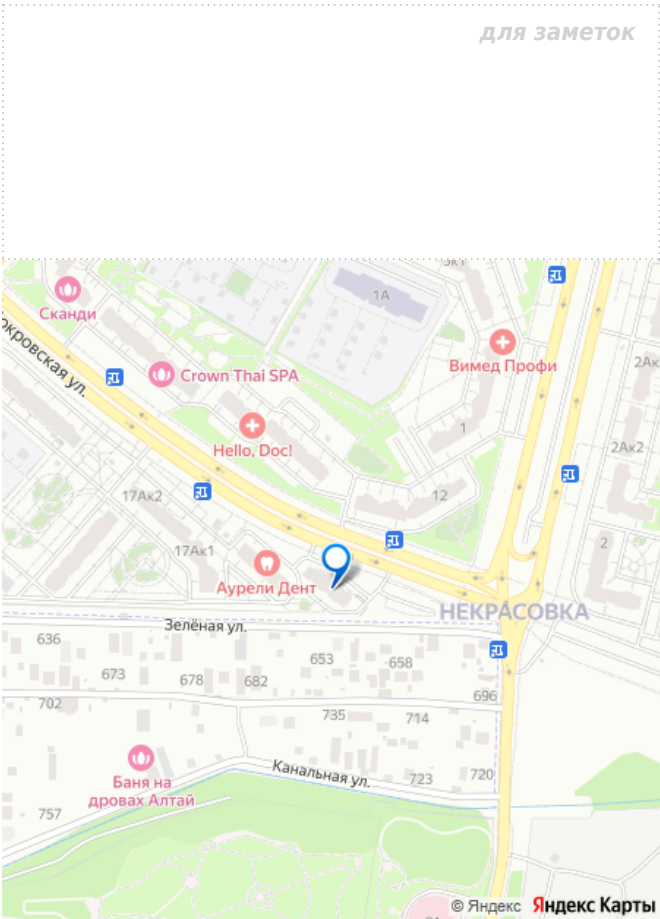 для заметок
5к1
1А
Сканди
Покровская ул.
Вимед Профи
2Ак
Crown Thai SPA
Hello, Doc!
1
2Ак2
17Ак2
12
17Ак1
2
Аурели Дент
НЕКРАСОВКА
Зелёная ул.
636
653
658
673
678
682
696
702
735
714
Канальная ул.
723
720
Баня на
дровах Алтай
757
© Яндекс Яндекс Карты